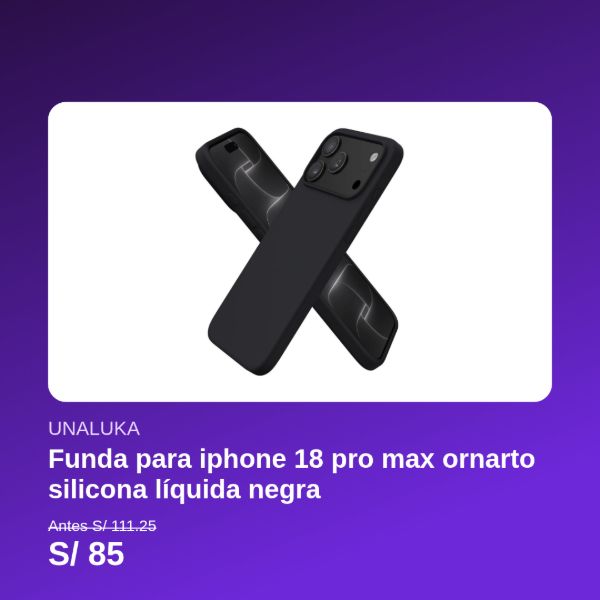 UNALUKA
Funda para iphone 18 pro max ornarto
silicona líquida negra
Antes S/ 111.25
S/ 85